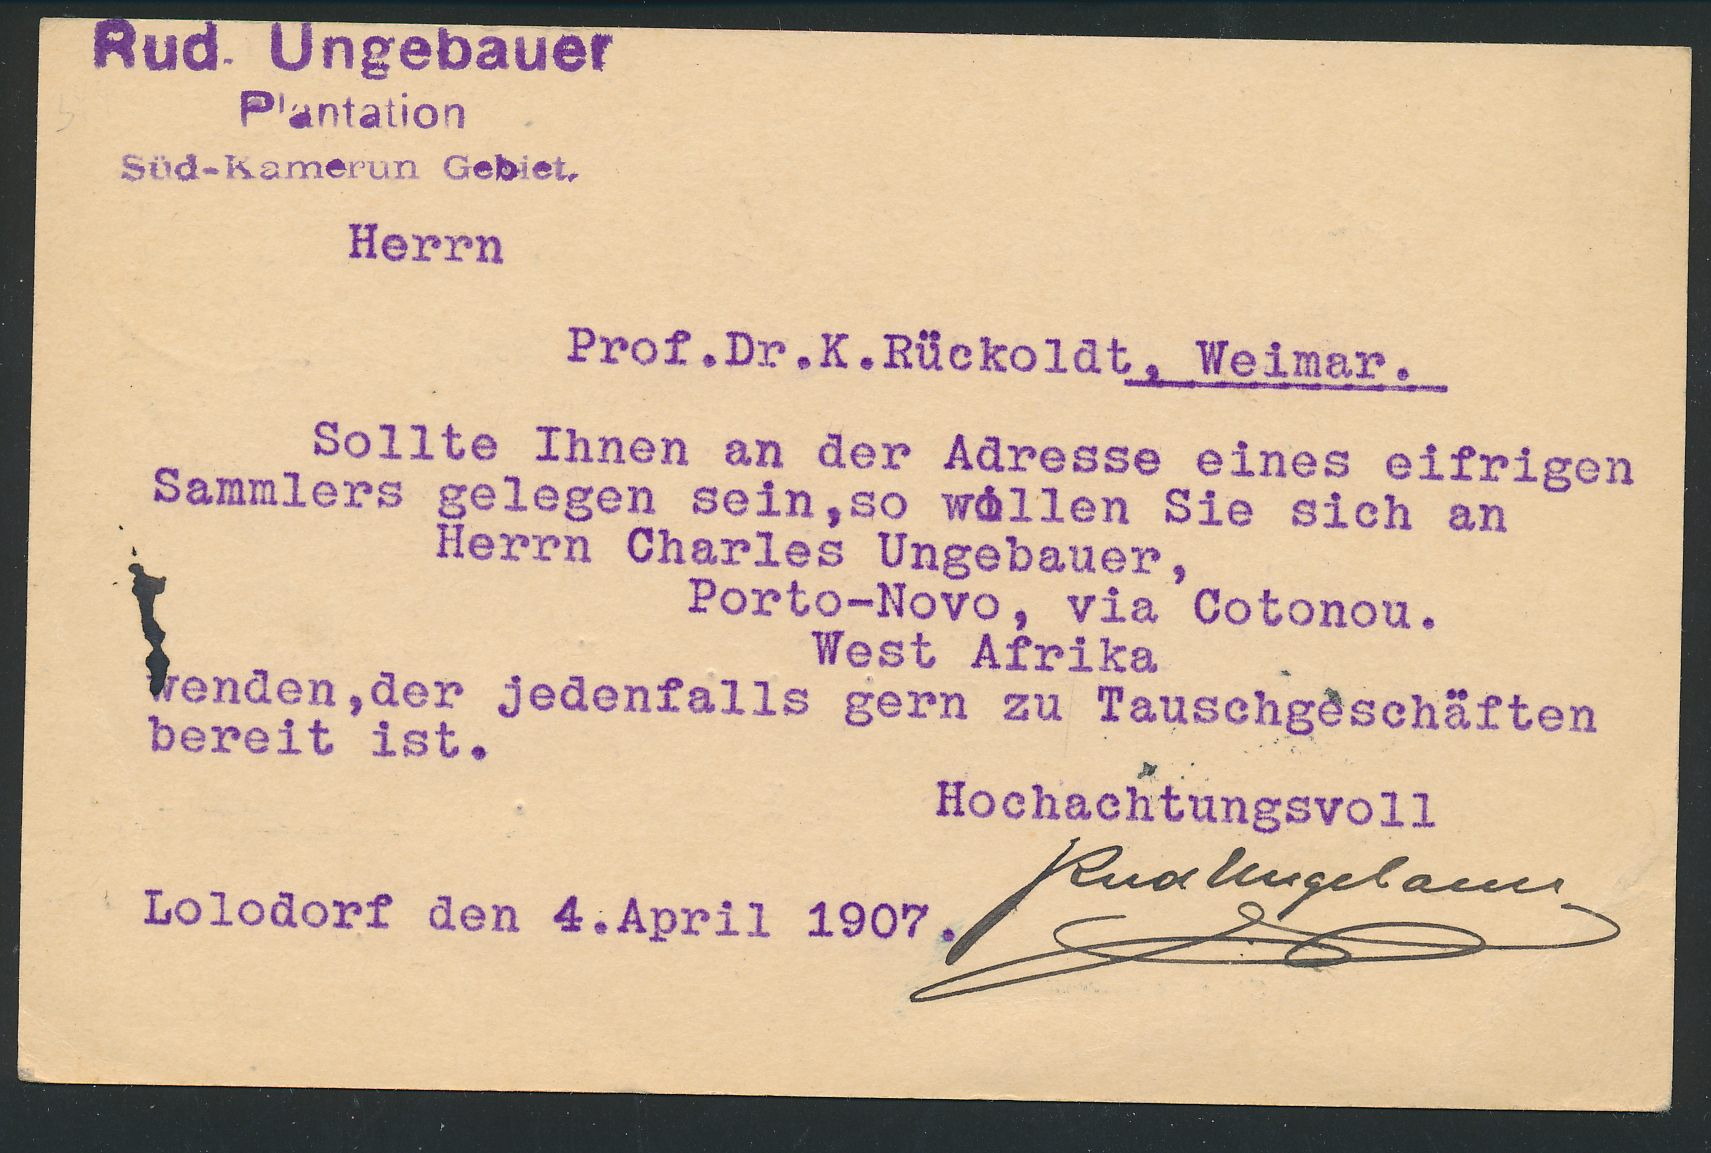 Rud. Ungebauer
Plantation
Süd-Kamerun Gebiet.
Herrn
Prof.Dr.K.Rückoldt, Weimar.
Sollte Ihnen an der Adresse eines eifrigen
Sammlers gelegen sein,so wollen Sie sich an
Herrn Charles Ungebauer,
Porto-Novo, via Cotonou.
West Afrika
wenden,der jedenfalls gern zu Tauschgeschäften
bereit ist.
Hochachtungsvoll
Rud Ungebauer
Lolodorf den 4.April 1907.